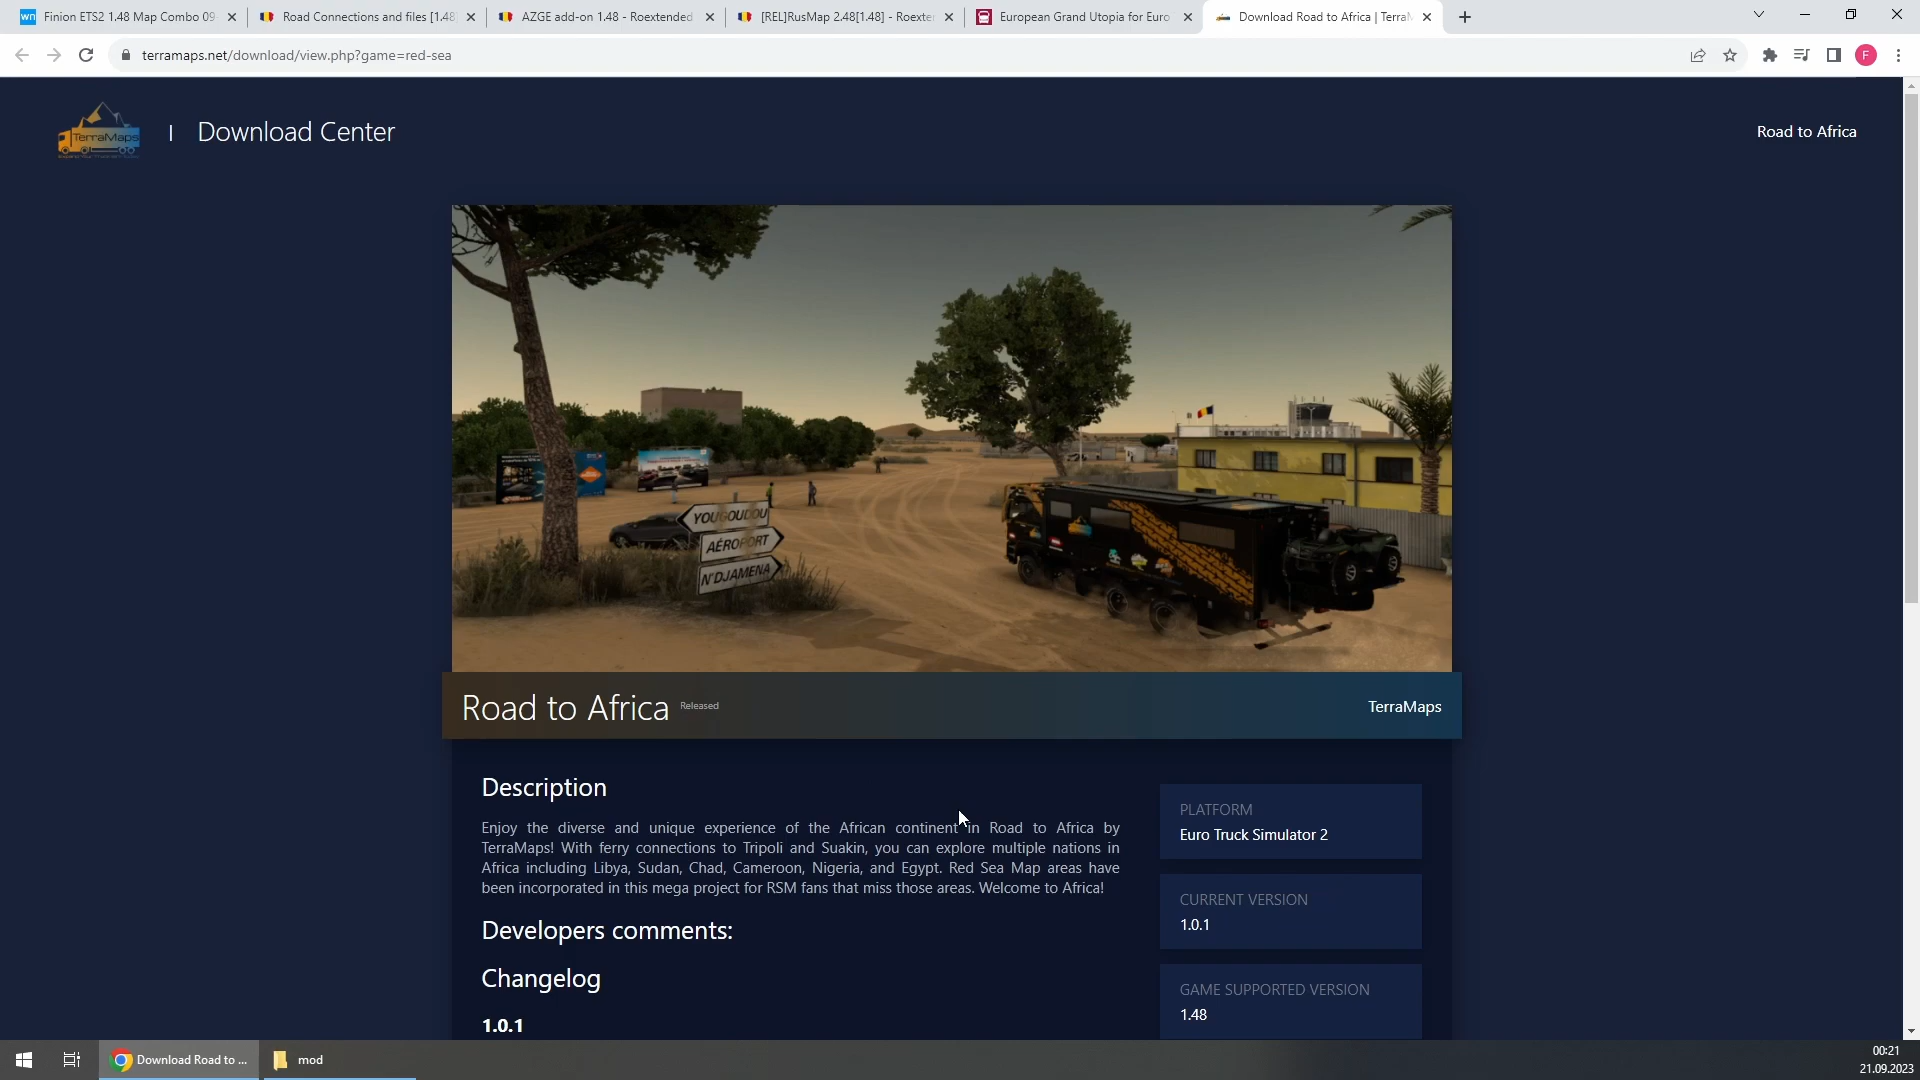 Finion ETS2 1.48 Map Combo 09-
Road Connections and files [1.48
AZGE add-on 1.48 - Roextended
[REL]RusMap 2.48[1.48] - Roexte
European Grand Utopia for Euro
Download Road to Africa | TerraM
terramaps.net/download/view.php?game=red-sea
F
TerraMaps
| Download Center
Road to Africa
YOUGOUDOU
AÉROPORT
N'DJAMENA
Road to Africa Released
TerraMaps
Description
Enjoy the diverse and unique experience of the African continent in Road to Africa by
TerraMaps! With ferry connections to Tripoli and Suakin, you can explore multiple nations in
Africa including Libya, Sudan, Chad, Cameroon, Nigeria, and Egypt. Red Sea Map areas have
been incorporated in this mega project for RSM fans that miss those areas. Welcome to Africa!
Developers comments:
Changelog
1.0.1
PLATFORM
Euro Truck Simulator 2
CURRENT VERSION
1.0.1
GAME SUPPORTED VERSION
1.48
Download Road to ...
mod
00:21
21.09.2023